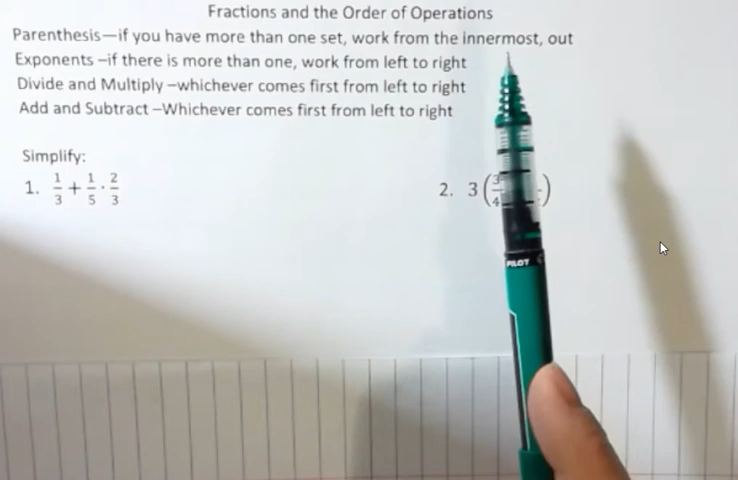 Fractions and the Order of Operations
Parenthesis—if you have more than one set, work from the innermost, out
Exponents –if there is more than one, work from left to right
Divide and Multiply –whichever comes first from left to right
Add and Subtract –Whichever comes first from left to right
Simplify:
1. 1/3 + 1/5 · 2/3
2. 3 (3/4 )
PILOT